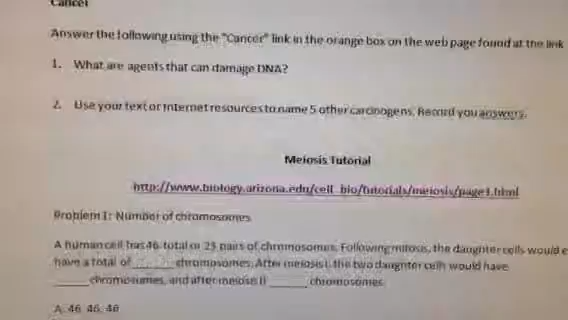 Cancer
Answer the following using the "Cancer" link in the orange box on the web page found at the link
1. What are agents that can damage DNA?
2. Use your text or Internet resources to name 5 other carcinogens. Record you answers.
Meiosis Tutorial
http://www.biology.arizona.edu/cell_bio/tutorials/meiosis/page3.html
Problem 1: Number of chromosomes
A human cell has 46 total or 23 pairs of chromosomes. Following mitosis, the daughter cells would e
have a total of ______ chromosomes. After meiosis I, the two daughter cells would have
_____ chromosomes, and after meiosis II ______ chromosomes.
A. 46, 46, 46